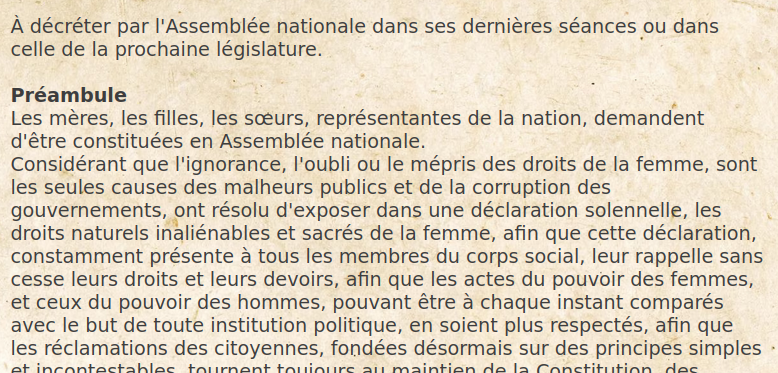 À décréter par l'Assemblée nationale dans ses dernières séances ou dans
celle de la prochaine législature.
Préambule
Les mères, les filles, les sœurs, représentantes de la nation, demandent
d'être constituées en Assemblée nationale.
Considérant que l'ignorance, l'oubli ou le mépris des droits de la femme, sont
les seules causes des malheurs publics et de la corruption des
gouvernements, ont résolu d'exposer dans une déclaration solennelle, les
droits naturels inaliénables et sacrés de la femme, afin que cette déclaration,
constamment présente à tous les membres du corps social, leur rappelle sans
cesse leurs droits et leurs devoirs, afin que les actes du pouvoir des femmes,
et ceux du pouvoir des hommes, pouvant être à chaque instant comparés
avec le but de toute institution politique, en soient plus respectés, afin que
les réclamations des citoyennes, fondées désormais sur des principes simples
et incontestables, tournent toujours au maintien de la Constitution, des